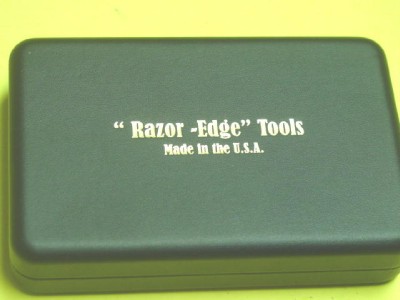 “ Razor -Edge” Tools
Made in the U.S.A.